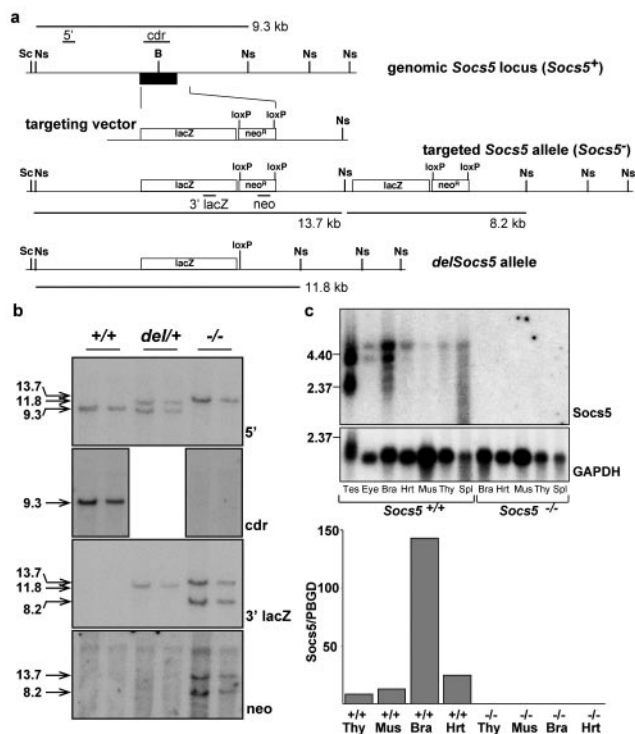 a
9.3 kb
5' cdr
Sc Ns B Ns Ns Ns
genomic Socs5 locus (Socs5⁺)
targeting vector
loxP loxP
lacZ neoᴿ Ns
targeted Socs5 allele (Socs5⁻)
loxP loxP Ns loxP loxP
lacZ neoᴿ lacZ neoᴿ Ns Ns Ns
3' lacZ neo
13.7 kb 8.2 kb
Sc Ns loxP Ns Ns Ns
lacZ
delSocs5 allele
11.8 kb
b
+/+ del/+ -/-
13.7
11.8
9.3
5'
9.3
cdr
13.7
11.8
8.2
3' lacZ
13.7
8.2
neo
c
4.40
2.37
Socs5
2.37
GAPDH
Tes Eye Bra Hrt Mus Thy Spl Bra Hrt Mus Thy Spl
Socs5 +/+ Socs5 -/-
150
100
50
Socs5/PBGD
+/+ +/+ +/+ +/+ -/- -/- -/- -/-
Thy Mus Bra Hrt Thy Mus Bra Hrt